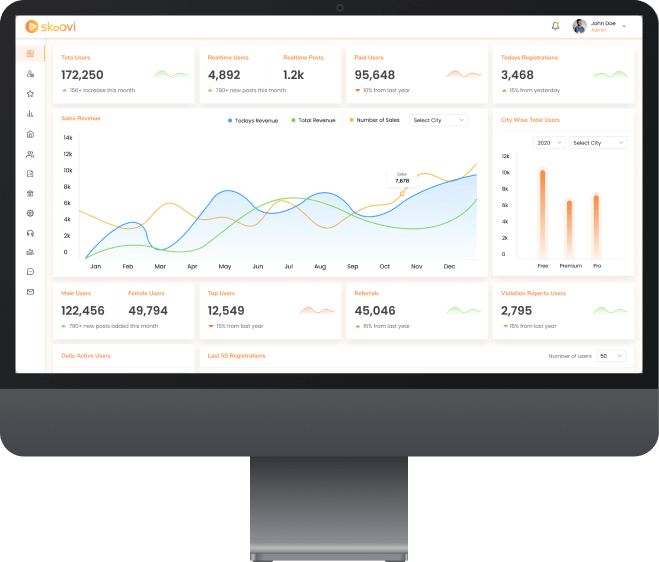 skoovi
John Doe
Admin
Tota Users
172,250
156+ increase this month
Realtime Users
4,892
Realtime Posts
1.2k
790+ new posts this month
Paid Users
95,648
10% from last year
Todays Registrations
3,468
15% from yesterday
Sales Revenue
Todays Revenue
Total Revenue
Number of Sales
Select City
14k
12k
10k
8k
6k
4k
2k
0
Sales
7,678
Jan Feb Mar Apr May Jun Jul Aug Sep Oct Nov Dec
City Wise Total Users
2020
Select City
12k
10k
8k
6k
4k
2k
0
Free Premium Pro
Male Users
122,456
Female Users
49,794
790+ new posts added this month
Top Users
12,549
15% from last year
Referrals
45,046
15% from last year
Violation Reports Users
2,795
15% from last year
Daily Active Users
Last 50 Registrations
Number of users
50